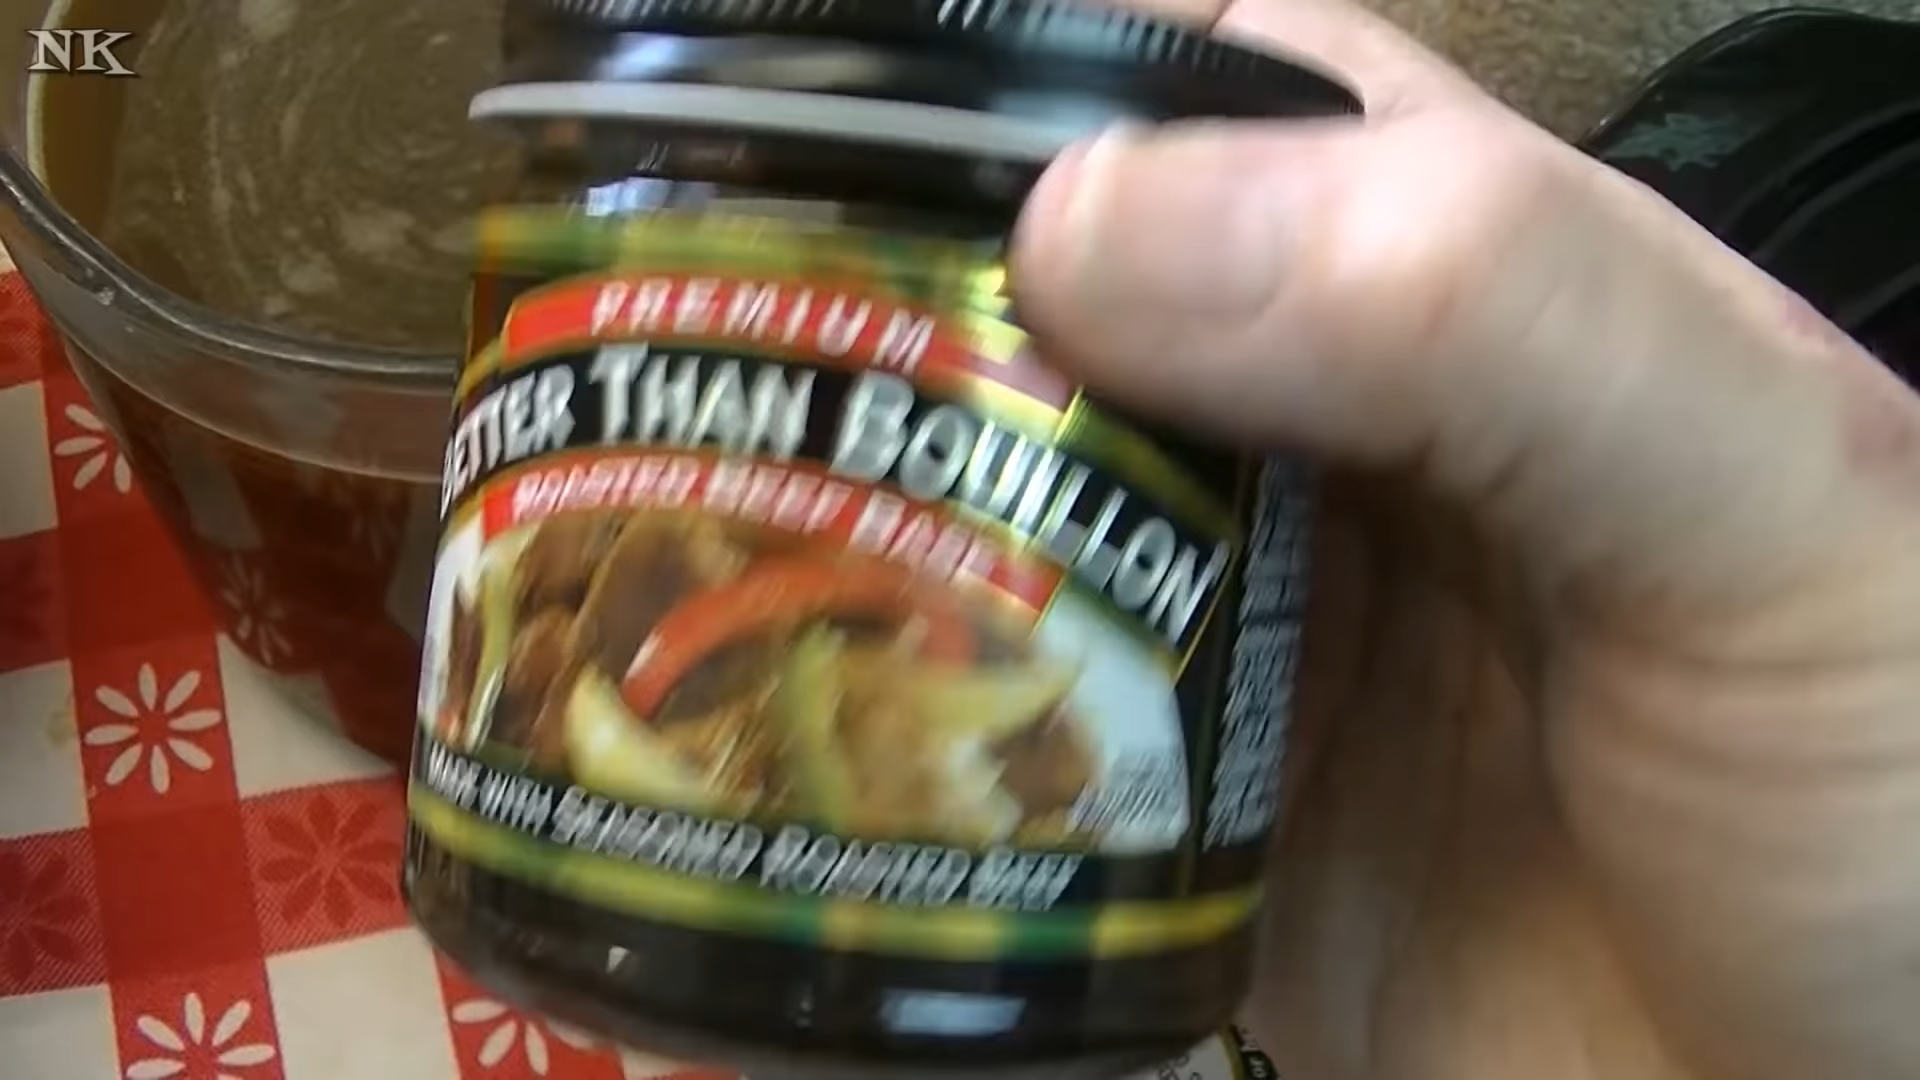 NK
PREMIUM
BETTER THAN BOUILLON
ROASTED BEEF BASE
MADE WITH SEASONED ROASTED BEEF